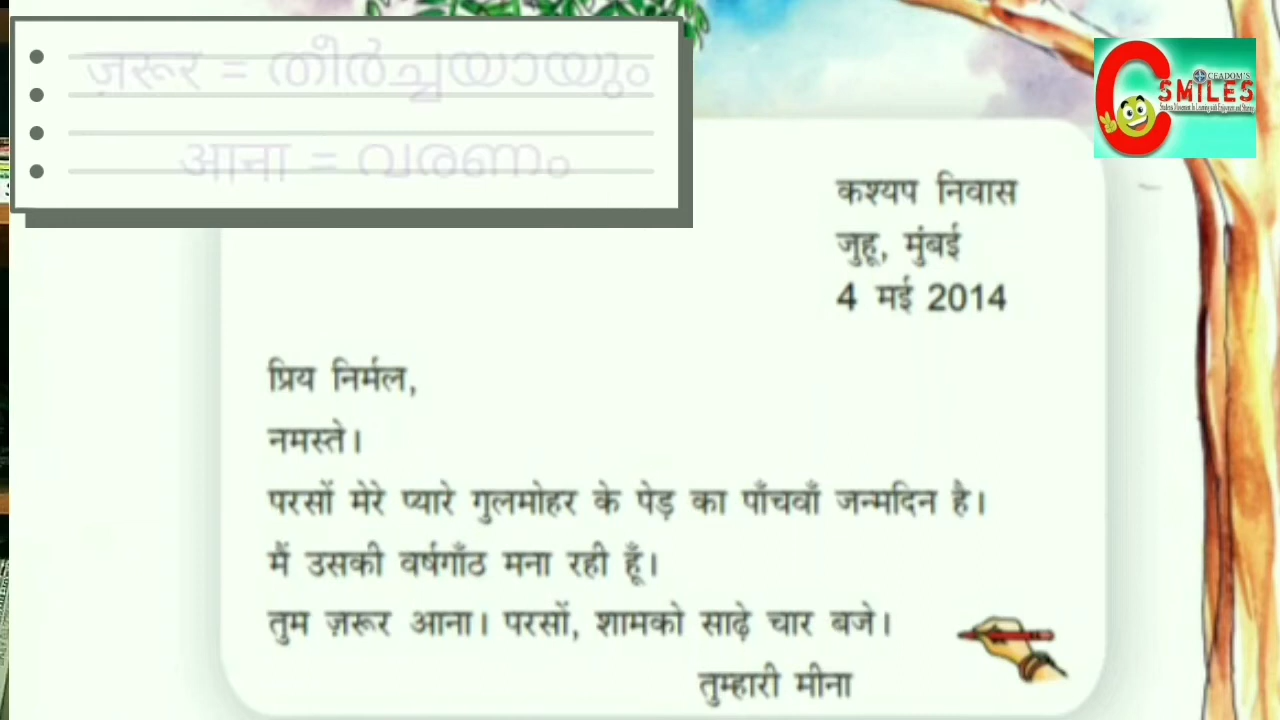 ज़रूर = തീർച്ചയായും
आना = വരണം
CEADOM'S
SMILES
कश्यप निवास
जुहू, मुंबई
4 मई 2014
प्रिय निर्मल,
नमस्ते।
परसों मेरे प्यारे गुलमोहर के पेड़ का पाँचवाँ जन्मदिन है।
मैं उसकी वर्षगाँठ मना रही हूँ।
तुम ज़रूर आना। परसों, शामको साढ़े चार बजे।
तुम्हारी मीना